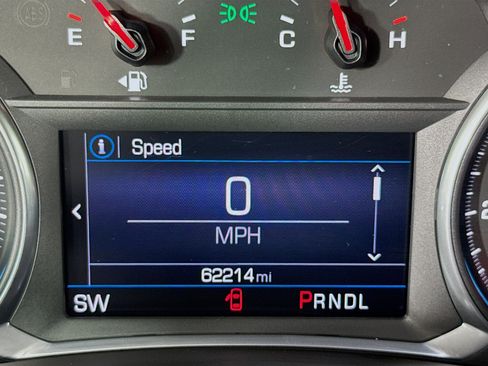 E F C H
Speed
0
MPH
62214 mi
SW PRNDL